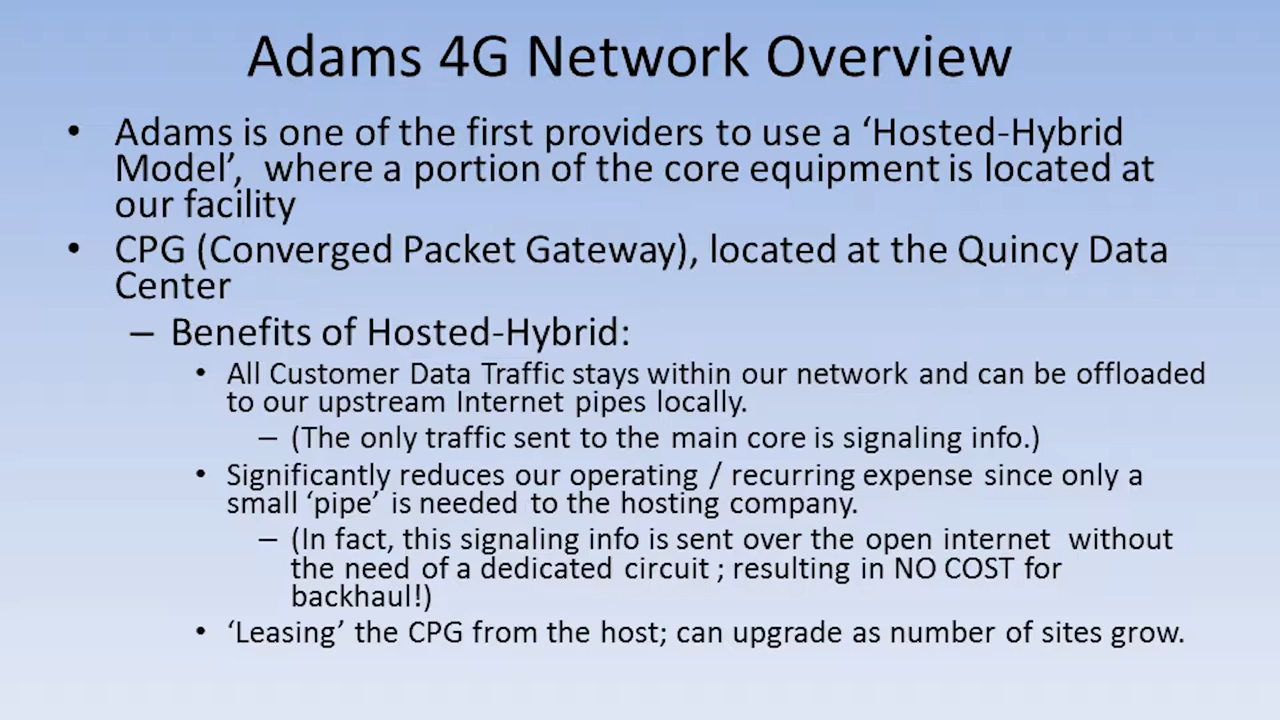 Adams 4G Network Overview
• Adams is one of the first providers to use a ‘Hosted-Hybrid
Model’,  where a portion of the core equipment is located at
our facility
• CPG (Converged Packet Gateway), located at the Quincy Data
Center
– Benefits of Hosted-Hybrid:
• All Customer Data Traffic stays within our network and can be offloaded
to our upstream Internet pipes locally.
– (The only traffic sent to the main core is signaling info.)
• Significantly reduces our operating / recurring expense since only a
small ‘pipe’ is needed to the hosting company.
– (In fact, this signaling info is sent over the open internet  without
the need of a dedicated circuit ; resulting in NO COST for
backhaul!)
• ‘Leasing’ the CPG from the host; can upgrade as number of sites grow.